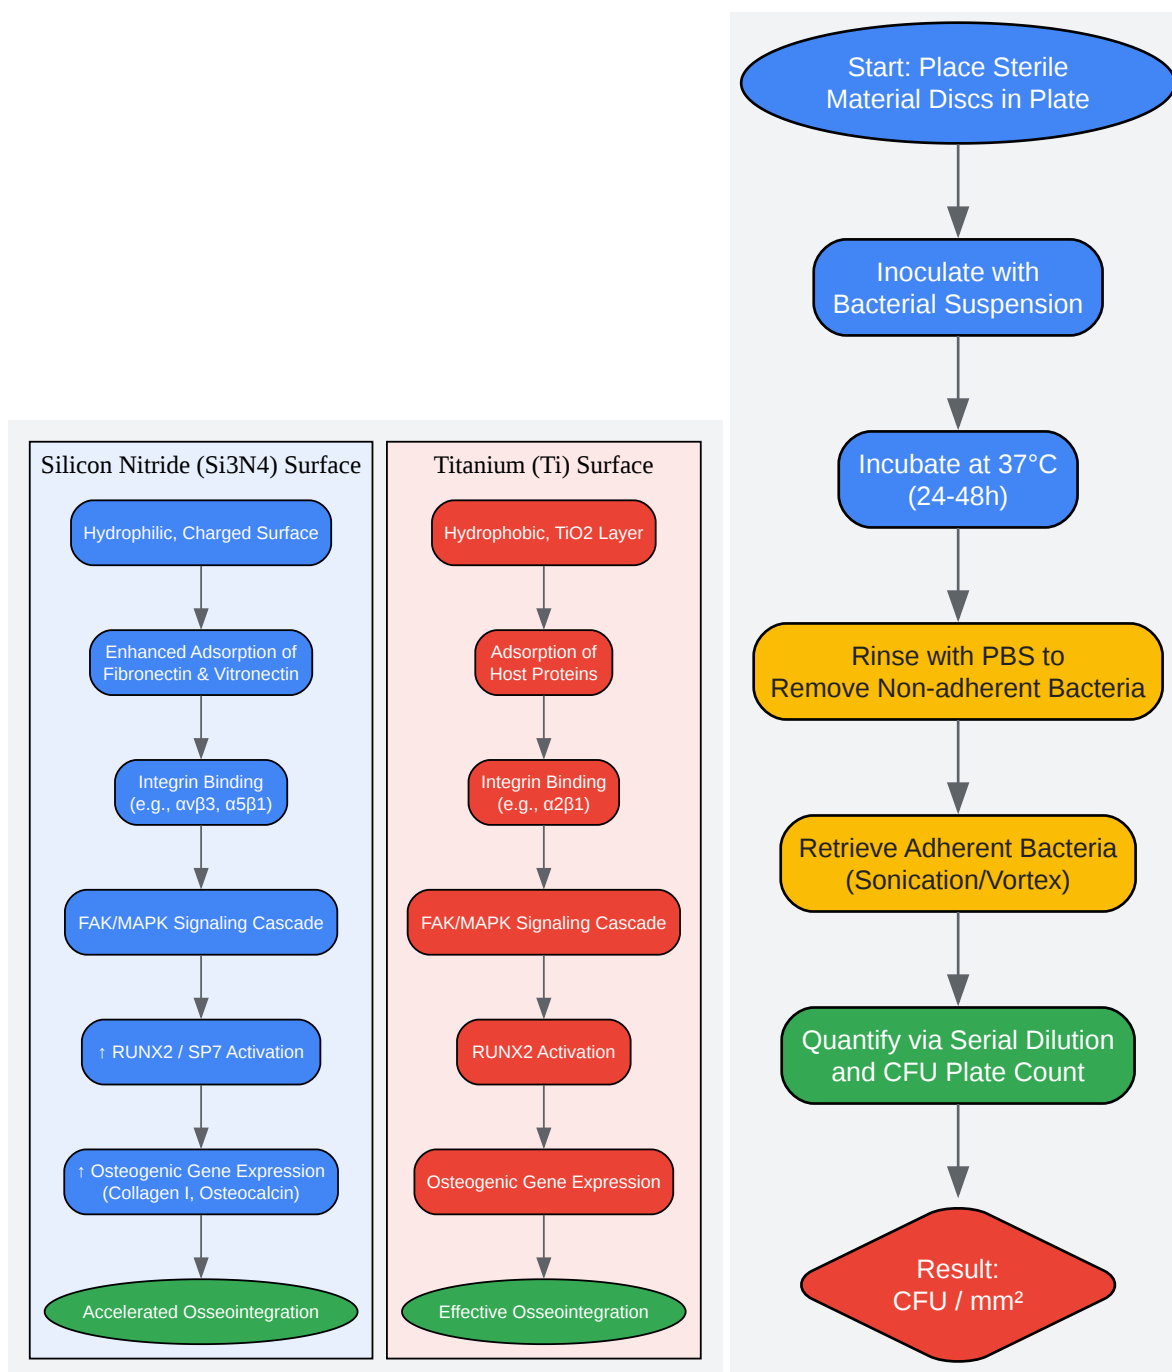 Silicon Nitride (Si3N4) Surface
Hydrophilic, Charged Surface
Enhanced Adsorption of
Fibronectin & Vitronectin
Integrin Binding
(e.g., αvβ3, α5β1)
FAK/MAPK Signaling Cascade
↑ RUNX2 / SP7 Activation
↑ Osteogenic Gene Expression
(Collagen I, Osteocalcin)
Accelerated Osseointegration
Titanium (Ti) Surface
Hydrophobic, TiO2 Layer
Adsorption of
Host Proteins
Integrin Binding
(e.g., α2β1)
FAK/MAPK Signaling Cascade
RUNX2 Activation
Osteogenic Gene Expression
Effective Osseointegration
Start: Place Sterile
Material Discs in Plate
Inoculate with
Bacterial Suspension
Incubate at 37°C
(24-48h)
Rinse with PBS to
Remove Non-adherent Bacteria
Retrieve Adherent Bacteria
(Sonication/Vortex)
Quantify via Serial Dilution
and CFU Plate Count
Result:
CFU / mm²